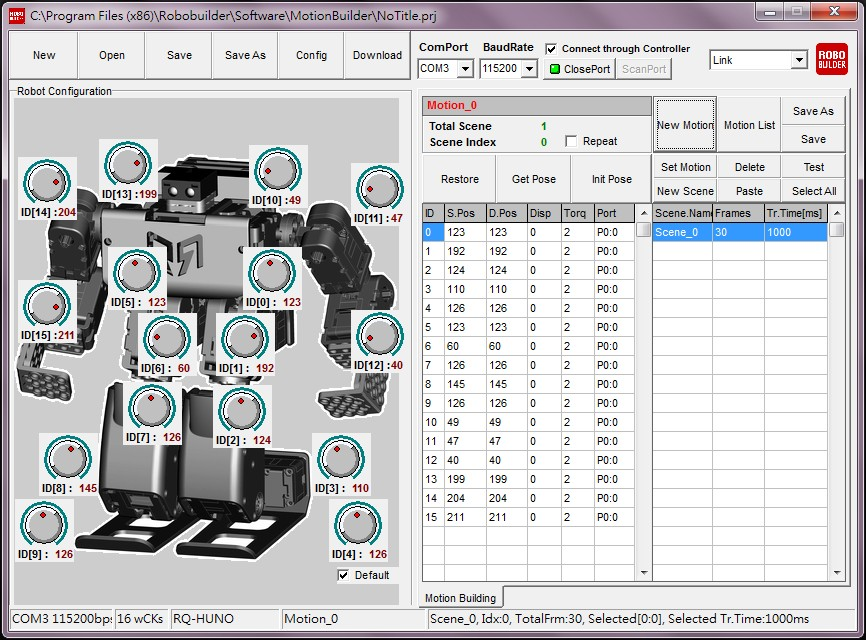 C:\Program Files (x86)\Robobuilder\Software\MotionBuilder\NoTitle.prj
New Open Save Save As Config Download
ComPort BaudRate Connect through Controller
COM3 115200 ClosePort ScanPort Link
ROBO BUILDER
Robot Configuration
ID[13] :199
ID[10] :49
ID[14] :204
ID[11] :47
ID[5] : 123
ID[0] : 123
ID[15] :211
ID[6] : 60
ID[1] : 192
ID[12] :40
ID[7] : 126
ID[2] : 124
ID[8] : 145
ID[3] : 110
ID[9] : 126
ID[4] : 126
Default
Motion_0
Total Scene 1
Scene Index 0 Repeat
New Motion Motion List Save As
Save
Restore Get Pose Init Pose
Set Motion Delete Test
New Scene Paste Select All
ID S.Pos D.Pos Disp Torq Port
0 123 123 0 2 P0:0
1 192 192 0 2 P0:0
2 124 124 0 2 P0:0
3 110 110 0 2 P0:0
4 126 126 0 2 P0:0
5 123 123 0 2 P0:0
6 60 60 0 2 P0:0
7 126 126 0 2 P0:0
8 145 145 0 2 P0:0
9 126 126 0 2 P0:0
10 49 49 0 2 P0:0
11 47 47 0 2 P0:0
12 40 40 0 2 P0:0
13 199 199 0 2 P0:0
14 204 204 0 2 P0:0
15 211 211 0 2 P0:0
Scene.Name Frames Tr.Time[ms]
Scene_0 30 1000
Motion Building
COM3 115200bps 16 wCKs RQ-HUNO Motion_0 Scene_0, Idx:0, TotalFrm:30, Selected[0:0], Selected Tr.Time:1000ms